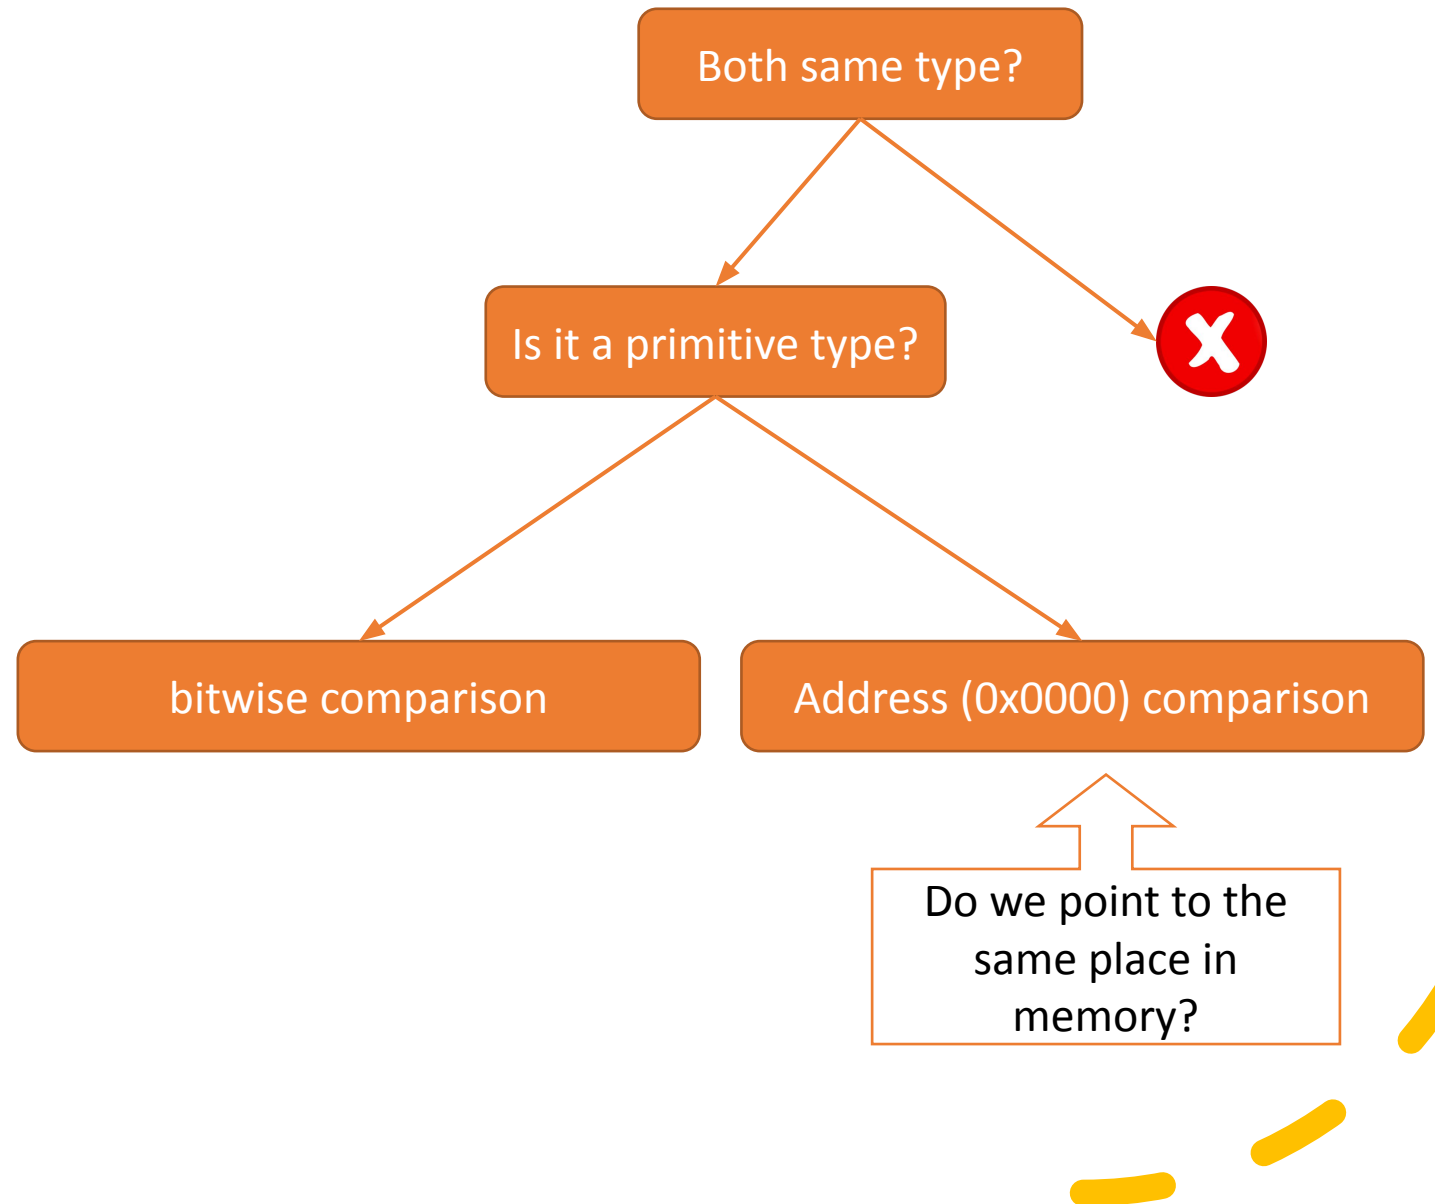 Both same type?
Is it a primitive type?
bitwise comparison
Address (0x0000) comparison
Do we point to the
same place in
memory?